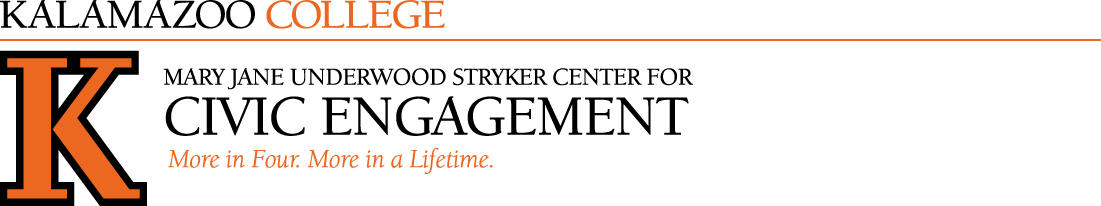 KALAMAZOO COLLEGE
K
MARY JANE UNDERWOOD STRYKER CENTER FOR
CIVIC ENGAGEMENT
More in Four. More in a Lifetime.